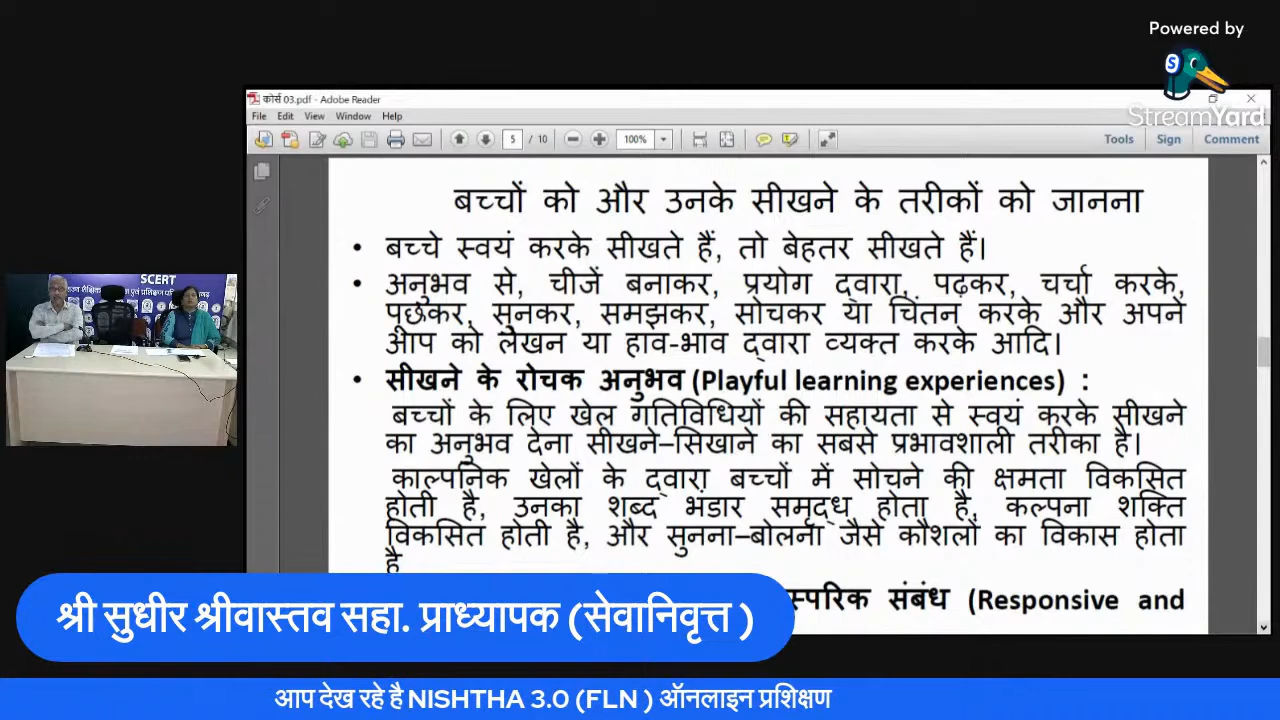 Powered by
StreamYard
कोर्स 03.pdf - Adobe Reader
File Edit View Window Help
5 / 10 100% Tools Sign Comment
बच्चों को और उनके सीखने के तरीकों को जानना
• बच्चे स्वयं करके सीखते हैं, तो बेहतर सीखते हैं।
• अनुभव से, चीजें बनाकर, प्रयोग द्वारा, पढ़कर, चर्चा करके,
पूछकर, सुनकर, समझकर, सोचकर या चिंतन करके और अपने
आप को लेखन या हाव-भाव द्वारा व्यक्त करके आदि।
• सीखने के रोचक अनुभव (Playful learning experiences) :
बच्चों के लिए खेल गतिविधियों की सहायता से स्वयं करके सीखने
का अनुभव देना सीखने–सिखाने का सबसे प्रभावशाली तरीका है।
काल्पनिक खेलों के द्वारा बच्चों में सोचने की क्षमता विकसित
होती है, उनका शब्द भंडार समृद्ध होता है, कल्पना शक्ति
विकसित होती है, और सुनना–बोलना जैसे कौशलों का विकास होता
है
संबंध (Responsive and
SCERT
श्री सुधीर श्रीवास्तव सहा. प्राध्यापक (सेवानिवृत्त )
आप देख रहे है NISHTHA 3.0 (FLN ) ऑनलाइन प्रशिक्षण